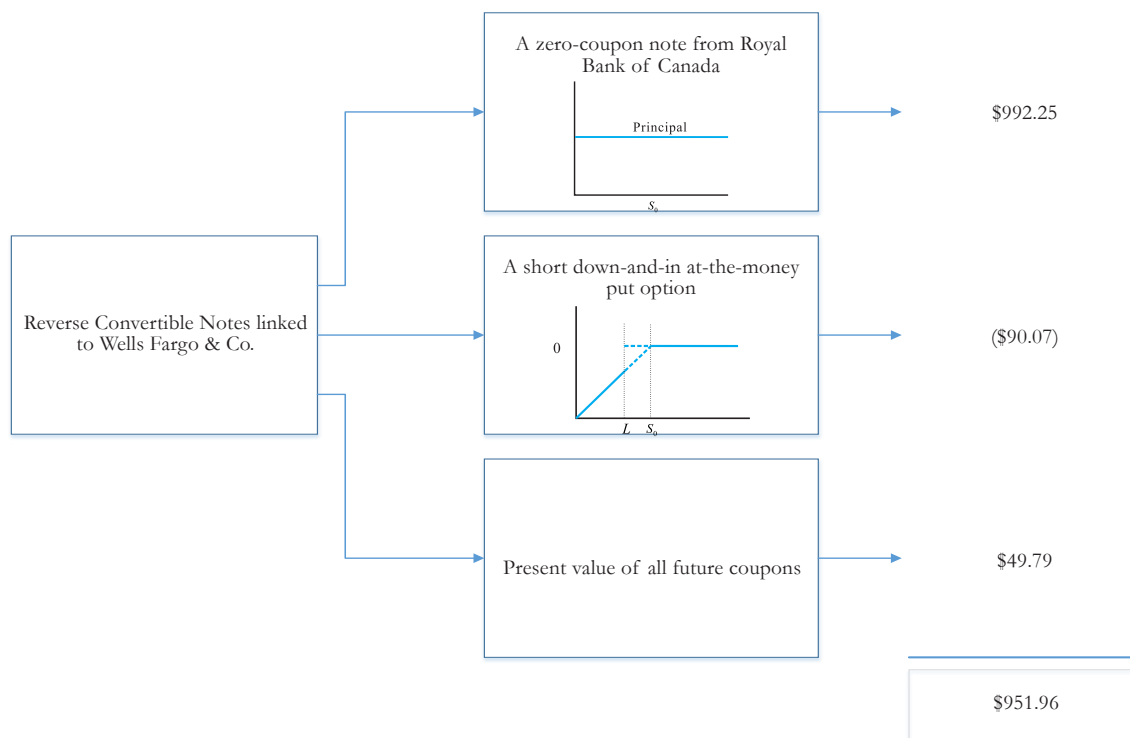 A zero-coupon note from Royal
Bank of Canada
Principal
S₀
$992.25
Reverse Convertible Notes linked
to Wells Fargo & Co.
A short down-and-in at-the-money
put option
0
L S₀
($90.07)
Present value of all future coupons
$49.79
$951.96